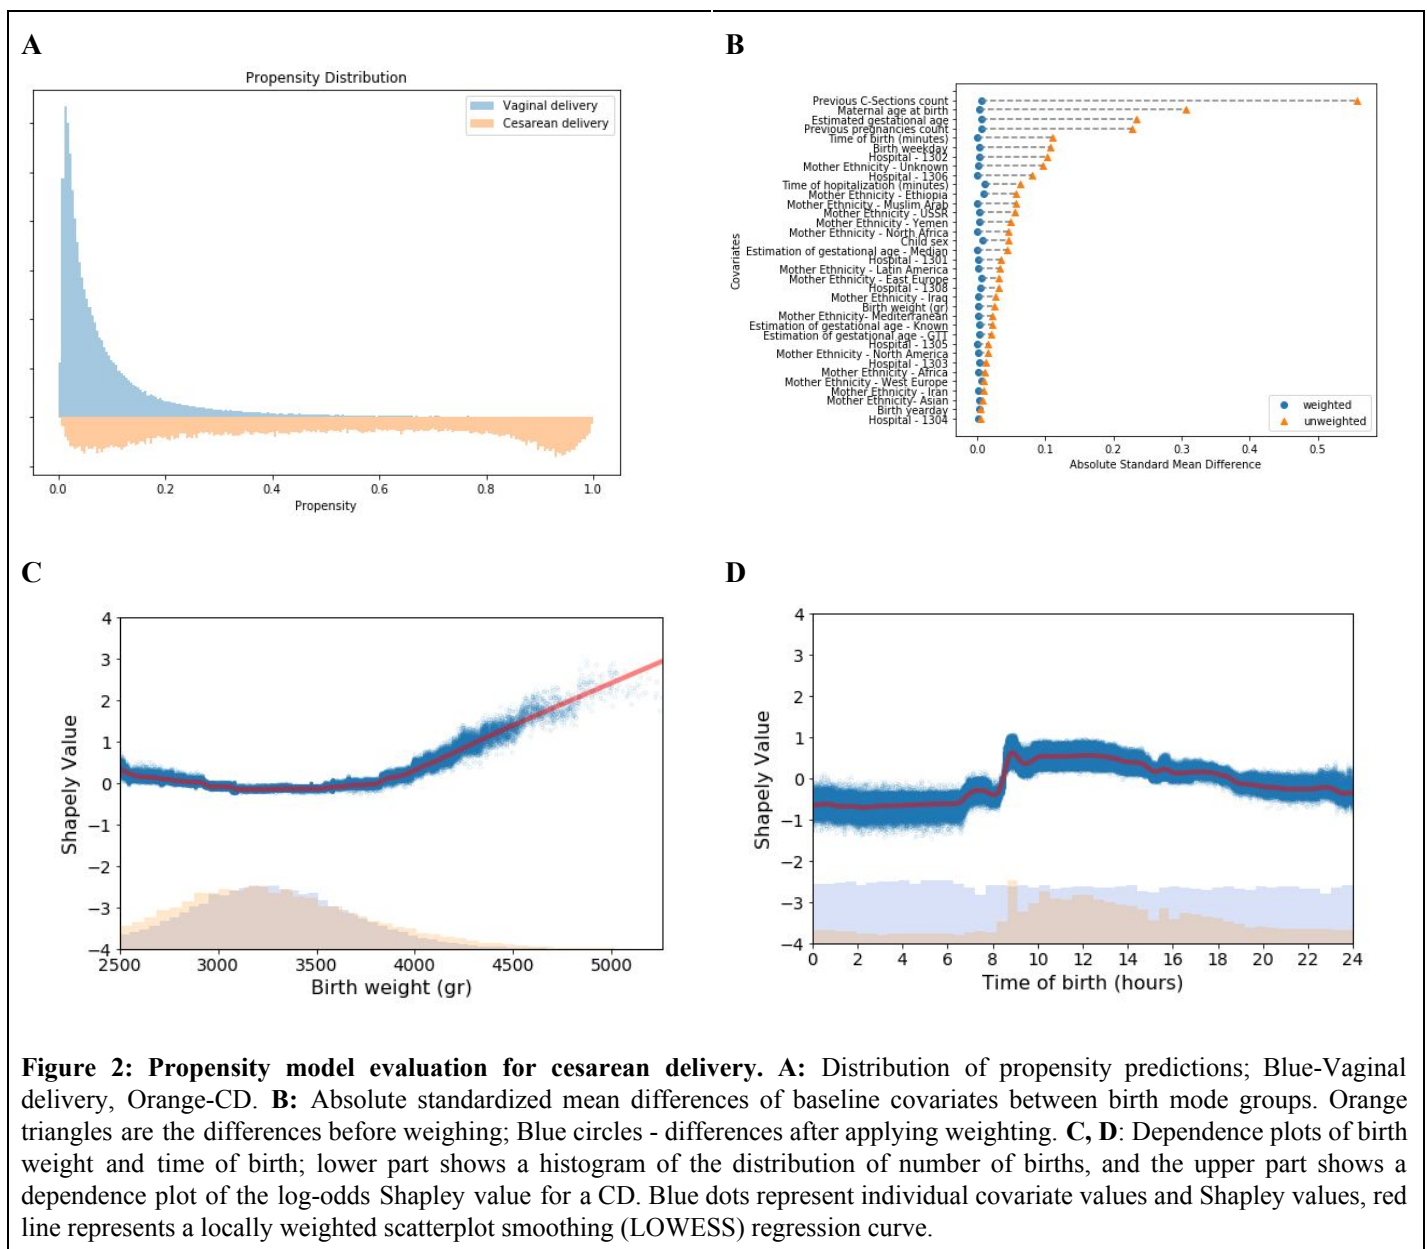 A
Propensity Distribution
Vaginal delivery
Cesarean delivery
0.0 0.2 0.4 0.6 0.8 1.0
Propensity
B
Covariates
Previous C-Sections count
Maternal age at birth
Estimated gestational age
Previous pregnancies count
Time of birth (minutes)
Birth weekday
Hospital - 1302
Mother Ethnicity - Unknown
Hospital - 1306
Time of hopitalization (minutes)
Mother Ethnicity - Ethiopia
Mother Ethnicity - Muslim Arab
Mother Ethnicity - USSR
Mother Ethnicity - Yemen
Mother Ethnicity - North Africa
Child sex
Estimation of gestational age - Median
Hospital - 1301
Mother Ethnicity - Latin America
Mother Ethnicity - East Europe
Hospital - 1308
Mother Ethnicity - Iraq
Birth weight (gr)
Mother Ethnicity- Mediterranean
Estimation of gestational age - Known
Estimation of gestational age - GTT
Hospital - 1305
Mother Ethnicity - North America
Hospital - 1303
Mother Ethnicity - Africa
Mother Ethnicity - West Europe
Mother Ethnicity - Iran
Mother Ethnicity- Asian
Birth yearday
Hospital - 1304
weighted
unweighted
0.0 0.1 0.2 0.3 0.4 0.5
Absolute Standard Mean Difference
C
Shapely Value
4
3
2
1
0
−1
−2
−3
−4
2500 3000 3500 4000 4500 5000
Birth weight (gr)
D
Shapely Value
4
3
2
1
0
−1
−2
−3
−4
0 2 4 6 8 10 12 14 16 18 20 22 24
Time of birth (hours)
Figure 2: Propensity model evaluation for cesarean delivery. A: Distribution of propensity predictions; Blue-Vaginal
delivery, Orange-CD. B: Absolute standardized mean differences of baseline covariates between birth mode groups. Orange
triangles are the differences before weighing; Blue circles - differences after applying weighting. C, D: Dependence plots of birth
weight and time of birth; lower part shows a histogram of the distribution of number of births, and the upper part shows a
dependence plot of the log-odds Shapley value for a CD. Blue dots represent individual covariate values and Shapley values, red
line represents a locally weighted scatterplot smoothing (LOWESS) regression curve.